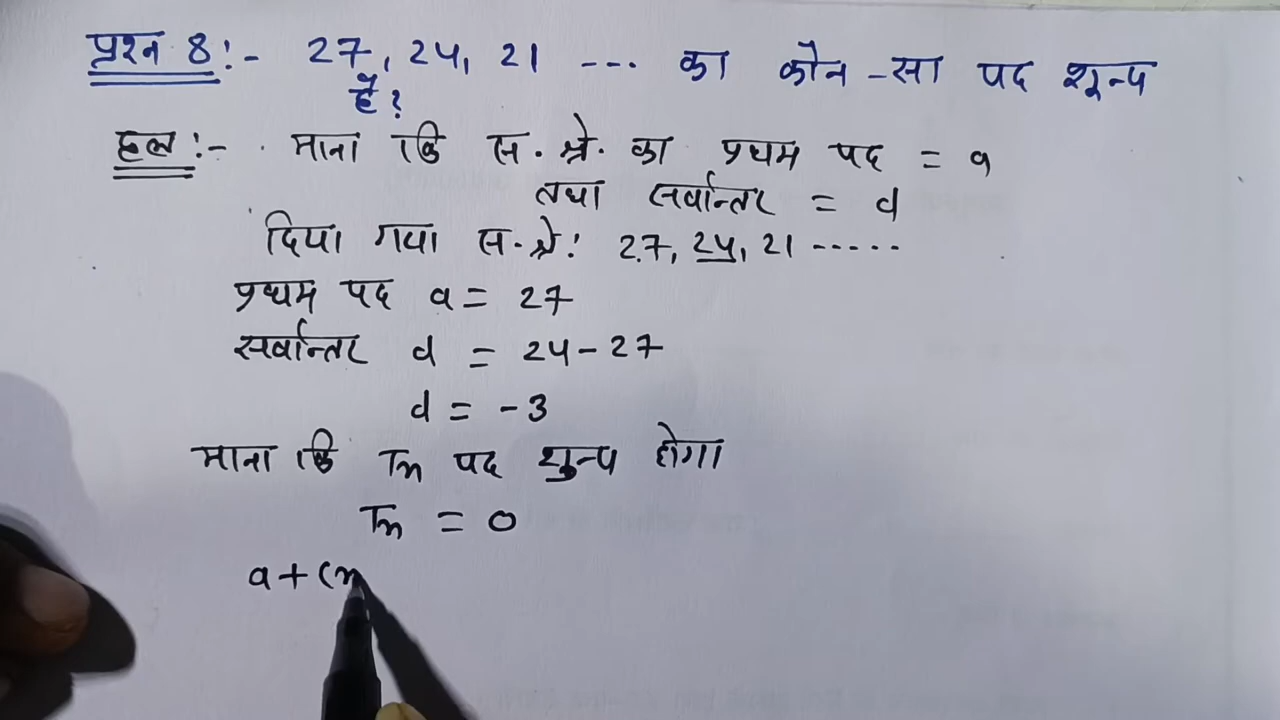 प्रश्न 8:- 27, 24, 21 --- का कौन-सा पद शून्य
है?
हल:- माना कि स.श्रे. का प्रथम पद = a
तथा सर्वान्तर = d
दिया गया स.श्रे: 27, 24, 21 -----
प्रथम पद a = 27
सर्वान्तर d = 24-27
d = -3
माना कि Tn पद शुन्य होगा
Tn = 0
a+(n